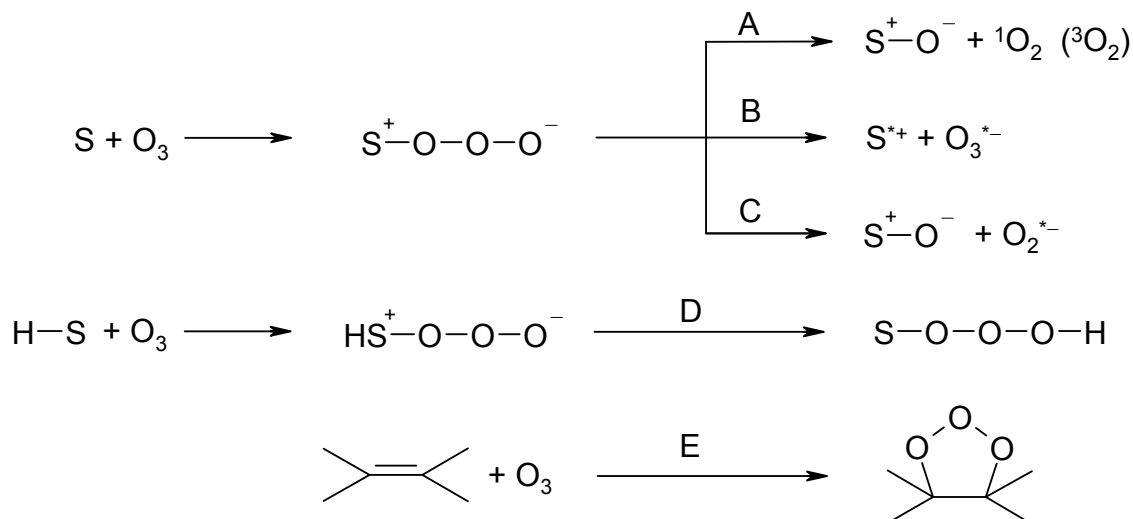 A
S⁺–O⁻ + ¹O₂ (³O₂)
S + O₃ S⁺–O–O–O⁻ B S*⁺ + O₃*⁻
C
S⁺–O⁻ + O₂*⁻
H–S + O₃ HS⁺–O–O–O⁻ D S–O–O–O–H
O
+ O₃ E O O